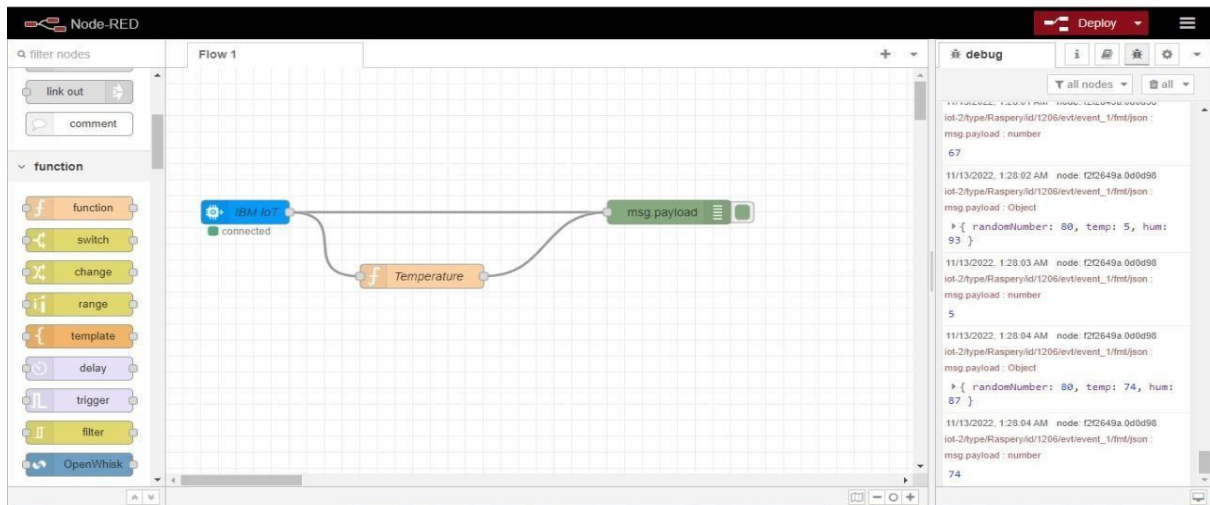 Node-RED
Deploy
filter nodes
Flow 1
debug
i
all nodes
all
link out
comment
function
function
switch
change
range
template
delay
trigger
filter
OpenWhisk
IBM IoT
connected
Temperature
msg.payload
iot-2/type/Raspery/id/1206/evt/event_1/fmt/json :
msg.payload : number
67
11/13/2022, 1:28:02 AM node: f2f2649a.0d0d98
iot-2/type/Raspery/id/1206/evt/event_1/fmt/json :
msg.payload : Object
{ randomNumber: 80, temp: 5, hum:
93 }
11/13/2022, 1:28:03 AM node: f2f2649a.0d0d98
iot-2/type/Raspery/id/1206/evt/event_1/fmt/json :
msg.payload : number
5
11/13/2022, 1:28:04 AM node: f2f2649a.0d0d98
iot-2/type/Raspery/id/1206/evt/event_1/fmt/json :
msg.payload : Object
{ randomNumber: 80, temp: 74, hum:
87 }
11/13/2022, 1:28:04 AM node: f2f2649a.0d0d98
iot-2/type/Raspery/id/1206/evt/event_1/fmt/json :
msg.payload : number
74